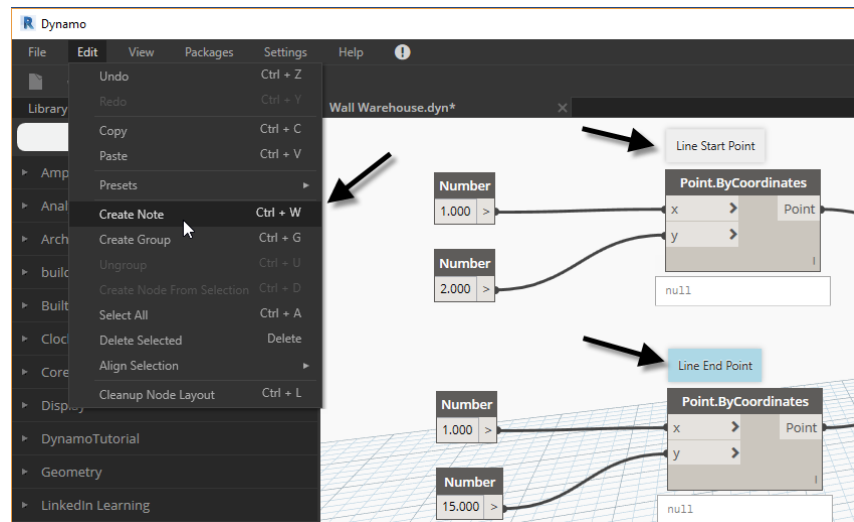 R Dynamo
File Edit View Packages Settings Help !
Library
Wall Warehouse.dyn*
Undo Ctrl + Z
Redo Ctrl + Y
Copy Ctrl + C
Paste Ctrl + V
Presets
Create Note Ctrl + W
Create Group Ctrl + G
Ungroup Ctrl + U
Create Node From Selection Ctrl + D
Select All Ctrl + A
Delete Selected Delete
Align Selection
Cleanup Node Layout Ctrl + L
Amp
Anal
Arch
build
Built
Cloc
Core
Display
DynamoTutorial
Geometry
LinkedIn Learning
Line Start Point
Number
1.000 >
Number
2.000 >
Point.ByCoordinates
x > Point
y >
l
null
Line End Point
Number
1.000 >
Number
15.000 >
Point.ByCoordinates
x > Point
y >
l
null